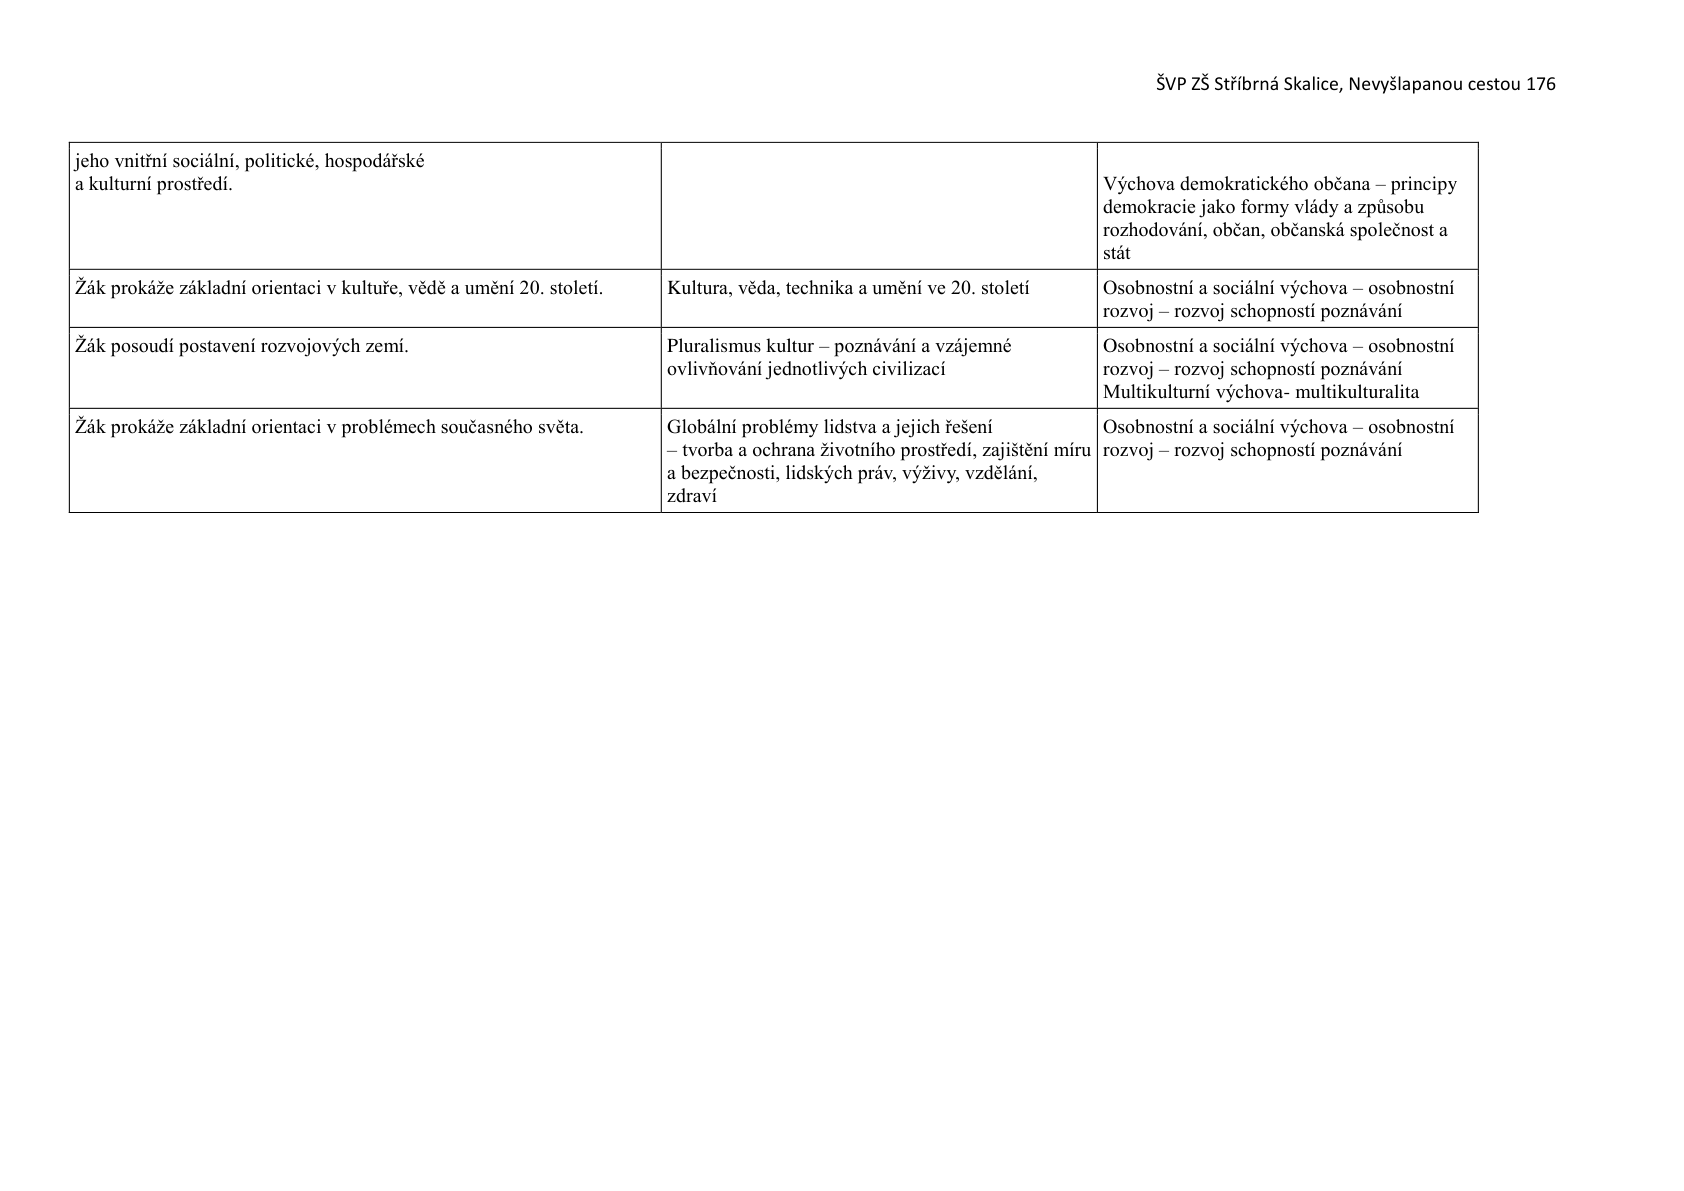 ŠVP ZŠ Stříbrná Skalice, Nevyšlapanou cestou 176
jeho vnitřní sociální, politické, hospodářské
a kulturní prostředí.
Výchova demokratického občana – principy
demokracie jako formy vlády a způsobu
rozhodování, občan, občanská společnost a
stát
Žák prokáže základní orientaci v kultuře, vědě a umění 20. století.
Kultura, věda, technika a umění ve 20. století
Osobnostní a sociální výchova – osobnostní
rozvoj – rozvoj schopností poznávání
Žák posoudí postavení rozvojových zemí.
Pluralismus kultur – poznávání a vzájemné
ovlivňování jednotlivých civilizací
Osobnostní a sociální výchova – osobnostní
rozvoj – rozvoj schopností poznávání
Multikulturní výchova- multikulturalita
Žák prokáže základní orientaci v problémech současného světa.
Globální problémy lidstva a jejich řešení
– tvorba a ochrana životního prostředí, zajištění míru
a bezpečnosti, lidských práv, výživy, vzdělání,
zdraví
Osobnostní a sociální výchova – osobnostní
rozvoj – rozvoj schopností poznávání